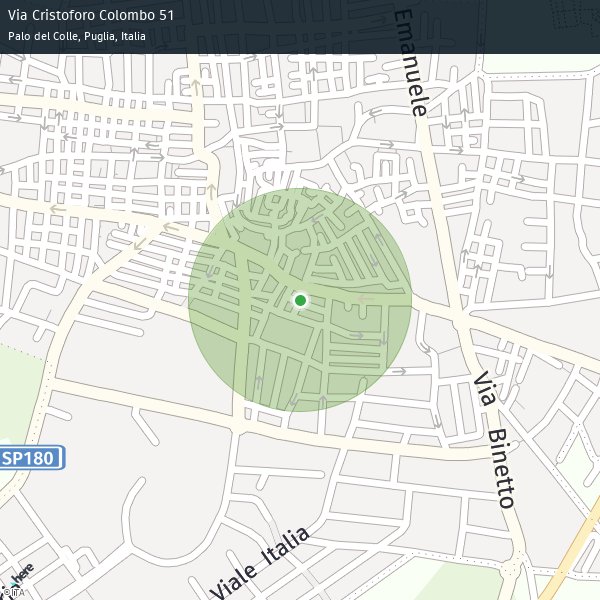 Via Cristoforo Colombo 51
Palo del Colle, Puglia, Italia
Emanuele
Via Binetto
SP180
Viale Italia
here